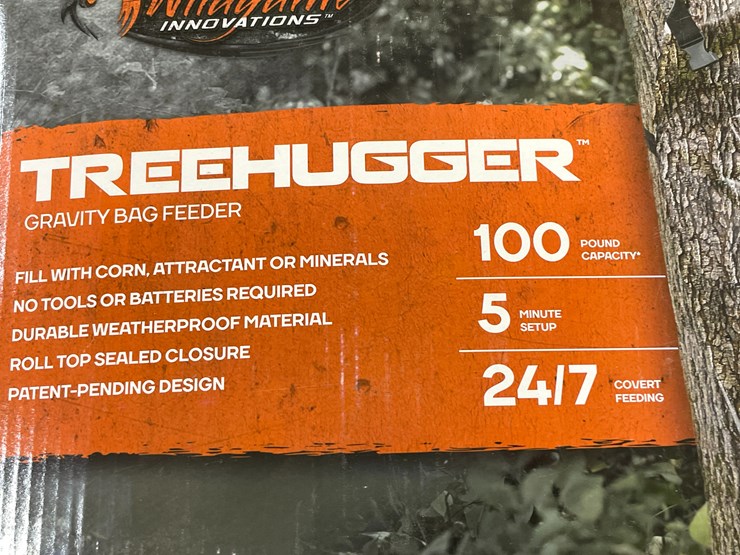 INNOVATIONS™
TREEHUGGER™
GRAVITY BAG FEEDER
FILL WITH CORN, ATTRACTANT OR MINERALS
NO TOOLS OR BATTERIES REQUIRED
DURABLE WEATHERPROOF MATERIAL
ROLL TOP SEALED CLOSURE
PATENT-PENDING DESIGN
100 POUND
CAPACITY*
5 MINUTE
SETUP
24/7 COVERT
FEEDING